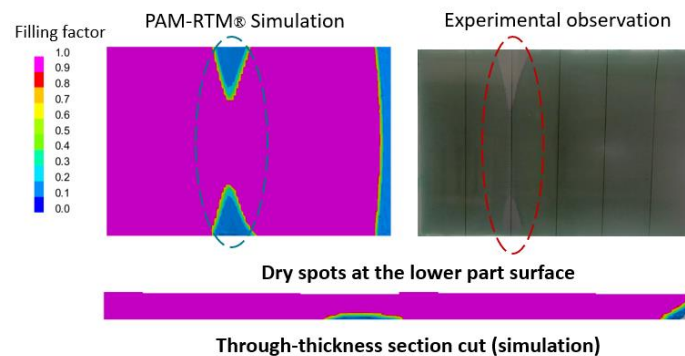 PAM-RTM® Simulation
Experimental observation
Filling factor
1.0
0.9
0.8
0.7
0.6
0.5
0.4
0.3
0.2
0.1
0.0
Dry spots at the lower part surface
Through-thickness section cut (simulation)